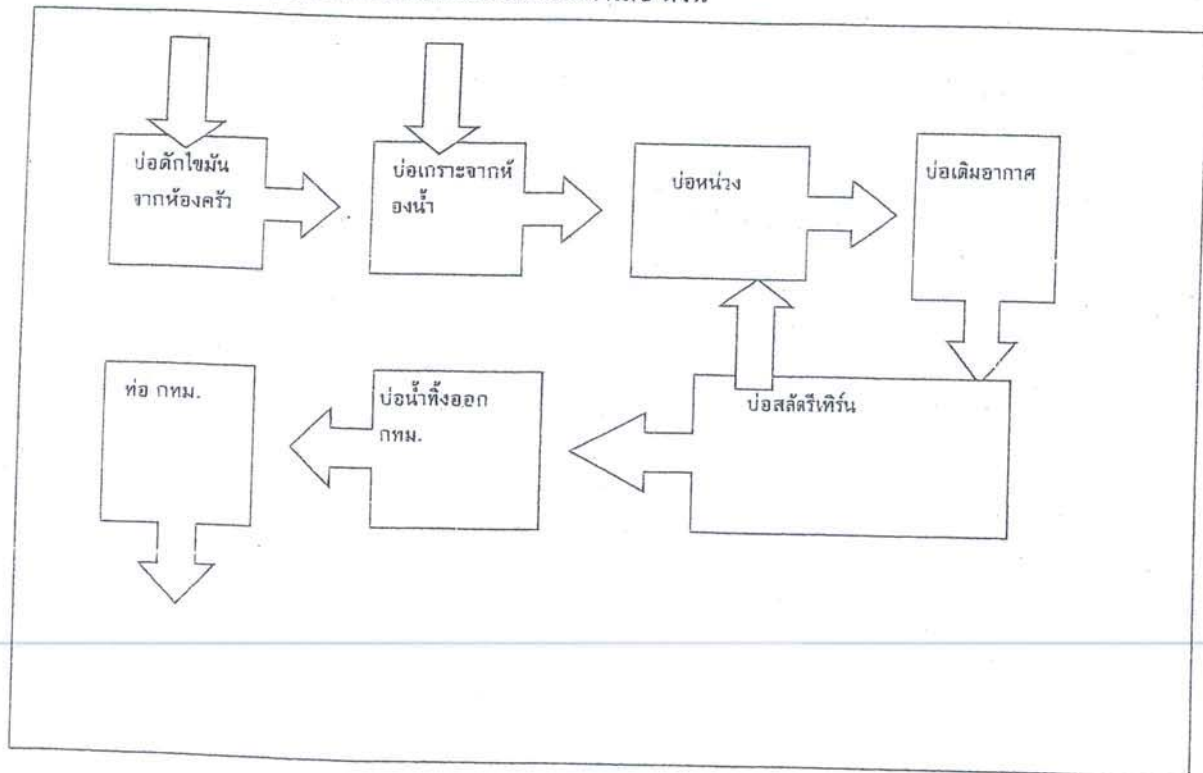 บ่อดักไขมัน
จากห้องครัว
บ่อเกราะจากห้
องน้ำ
บ่อหน่วง
บ่อเติมอากาศ
ท่อ กทม.
บ่อน้ำทิ้งออก
กทม.
บ่อสลัดรีเทิร์น